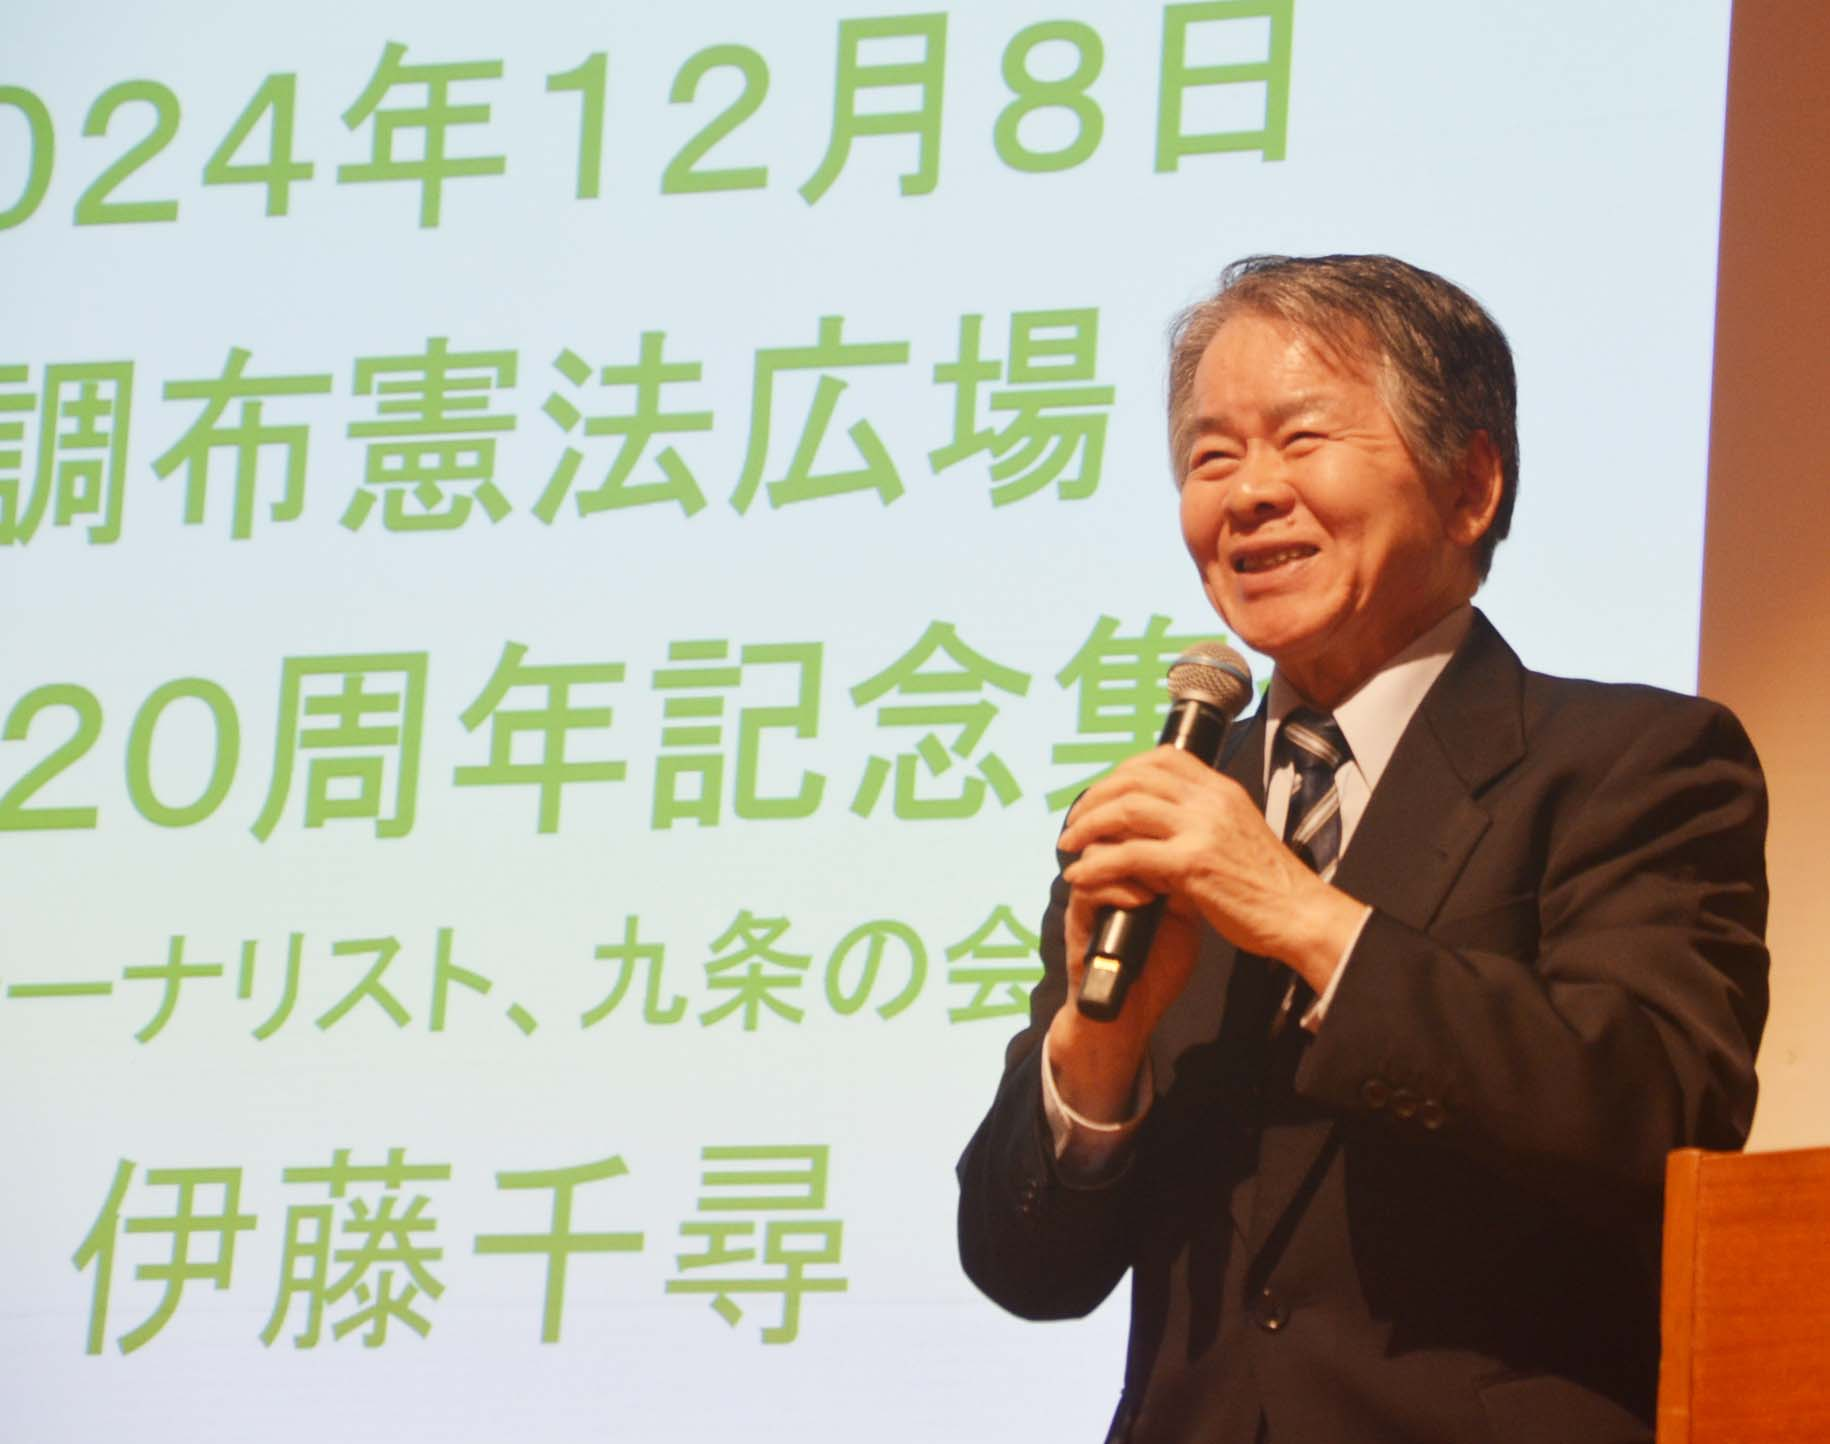 024年12月8日
調布憲法広場
20周年記念集
ーナリスト、九条の会
伊藤千尋